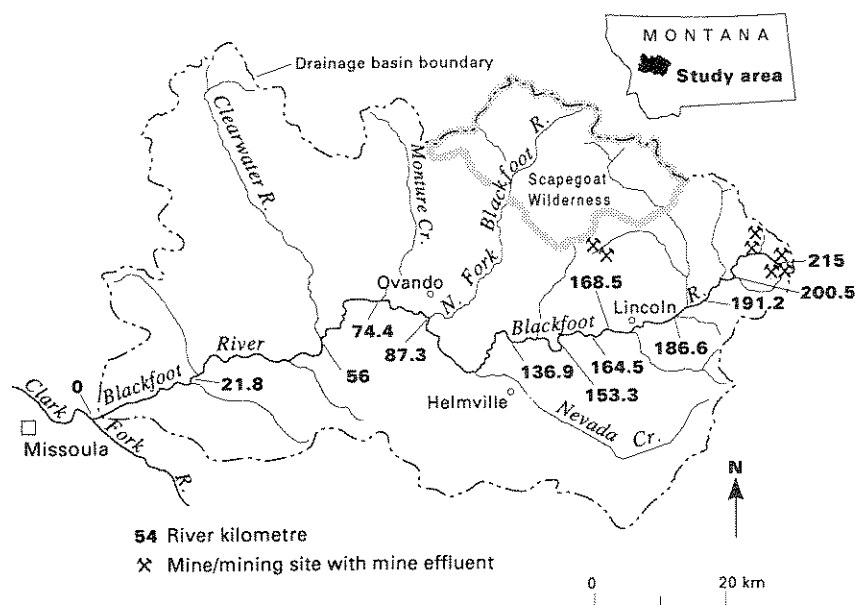 MONTANA
Study area
Drainage basin boundary
Clearwater R.
Monture Cr.
N. Fork Blackfoot R.
Scapegoat
Wilderness
Ovando
215
168.5
Lincoln
200.5
191.2
Blackfoot R.
74.4
87.3
186.6
River
56
136.9
164.5
153.3
0
Blackfoot
21.8
Helmville
Clark Fork R.
Nevada Cr.
Missoula
N
54 River kilometre
Mine/mining site with mine effluent
0 20 km